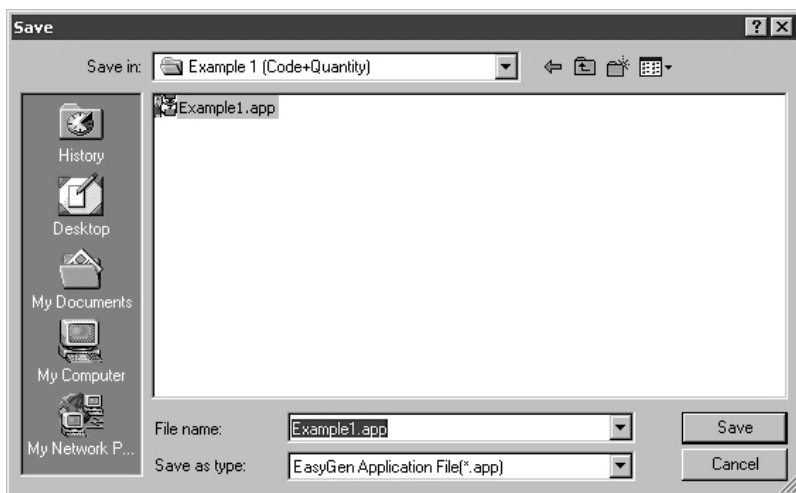 Save
Save in: Example 1 (Code+Quantity)
Example1.app
History
Desktop
My Documents
My Computer
My Network P...
File name: Example1.app Save
Save as type: EasyGen Application File(*.app) Cancel